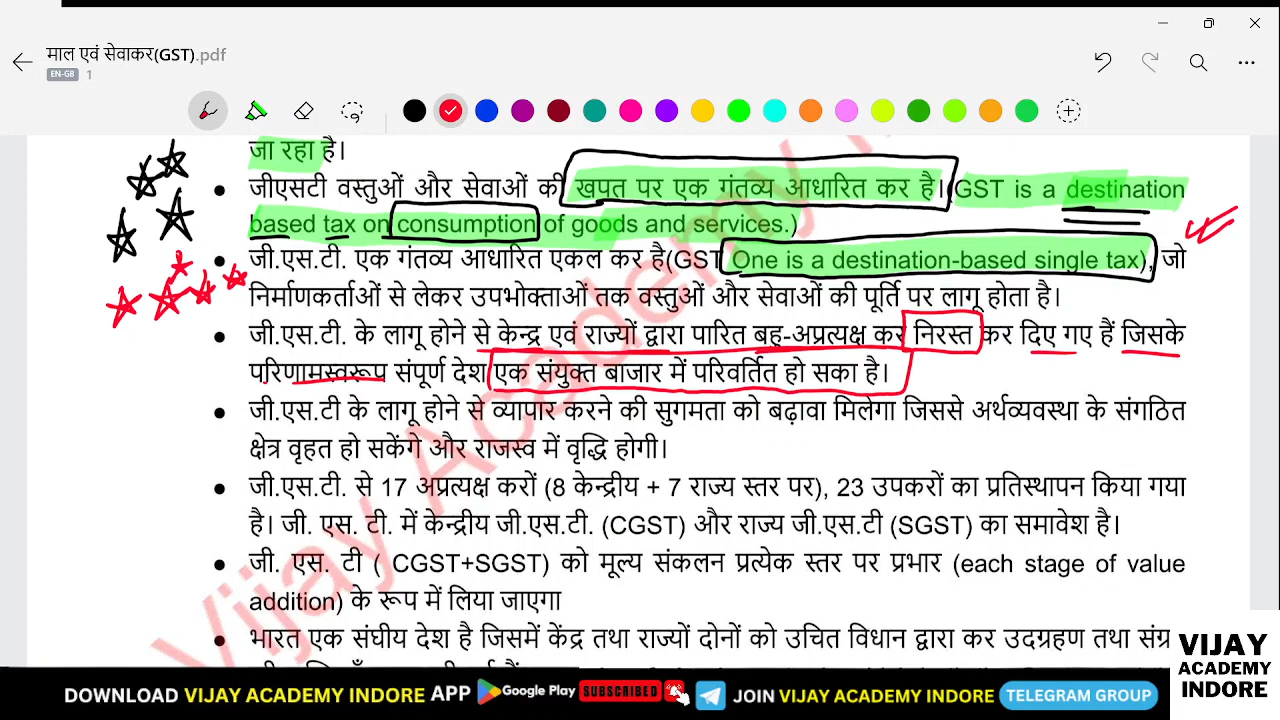 माल एवं सेवाकर(GST).pdf
EN-GB 1
जा रहा है।
जीएसटी वस्तुओं और सेवाओं की खपत पर एक गंतव्य आधारित कर है। (GST is a destination
based tax on consumption of goods and services.)
जी.एस.टी. एक गंतव्य आधारित एकल कर है(GST One is a destination-based single tax), जो
निर्माणकर्ताओं से लेकर उपभोक्ताओं तक वस्तुओं और सेवाओं की पूर्ति पर लागू होता है।
जी.एस.टी. के लागू होने से केन्द्र एवं राज्यों द्वारा पारित बहु-अप्रत्यक्ष कर निरस्त कर दिए गए हैं जिसके
परिणामस्वरूप संपूर्ण देश एक संयुक्त बाजार में परिवर्तित हो सका है।
जी.एस.टी के लागू होने से व्यापार करने की सुगमता को बढ़ावा मिलेगा जिससे अर्थव्यवस्था के संगठित
क्षेत्र वृहत हो सकेंगे और राजस्व में वृद्धि होगी।
जी.एस.टी. से 17 अप्रत्यक्ष करों (8 केन्द्रीय + 7 राज्य स्तर पर), 23 उपकरों का प्रतिस्थापन किया गया
है। जी. एस. टी. में केन्द्रीय जी.एस.टी. (CGST) और राज्य जी.एस.टी (SGST) का समावेश है।
जी. एस. टी ( CGST+SGST) को मूल्य संकलन प्रत्येक स्तर पर प्रभार (each stage of value
addition) के रूप में लिया जाएगा
भारत एक संघीय देश है जिसमें केंद्र तथा राज्यों दोनों को उचित विधान द्वारा कर उदग्रहण तथा संग्र
Vijay Academy
VIJAY
ACADEMY
INDORE
DOWNLOAD VIJAY ACADEMY INDORE APP Google Play SUBSCRIBED JOIN VIJAY ACADEMY INDORE TELEGRAM GROUP